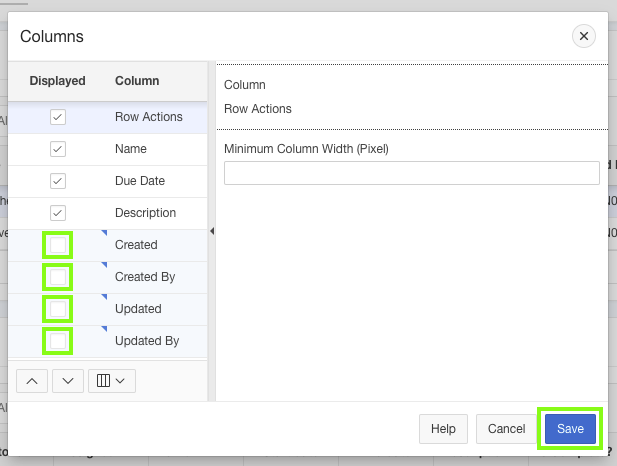 Columns
Displayed Column
Row Actions
Name
Due Date
Description
Created
Created By
Updated
Updated By
Column
Row Actions
Minimum Column Width (Pixel)
Help Cancel Save